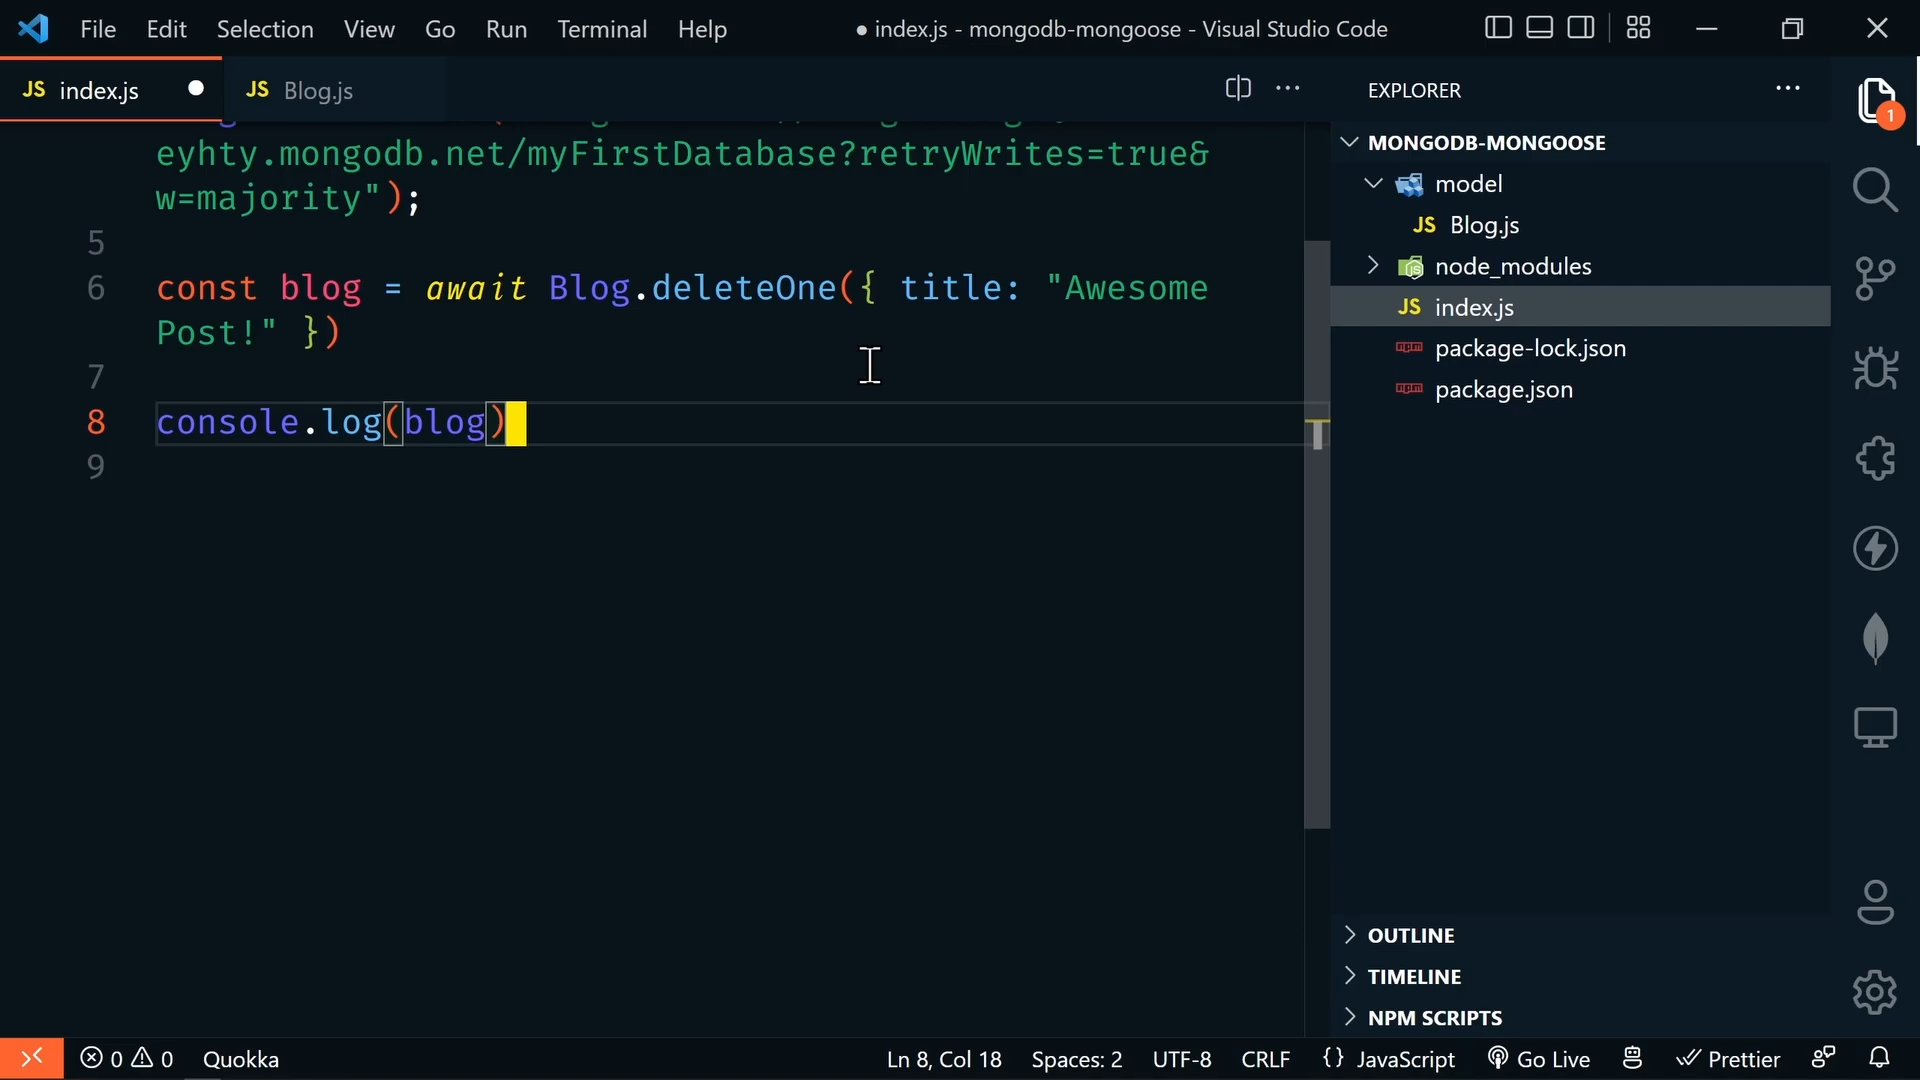 File Edit Selection View Go Run Terminal Help
● index.js - mongodb-mongoose - Visual Studio Code
JS index.js
JS Blog.js
EXPLORER
eyhty.mongodb.net/myFirstDatabase?retryWrites=true&
w=majority");
5
6 const blog = await Blog.deleteOne({ title: "Awesome
Post!" })
7
8 console.log(blog)
9
MONGODB-MONGOOSE
model
JS Blog.js
node_modules
JS index.js
package-lock.json
package.json
1
OUTLINE
TIMELINE
NPM SCRIPTS
0 0 Quokka
Ln 8, Col 18 Spaces: 2 UTF-8 CRLF {} JavaScript Go Live Prettier